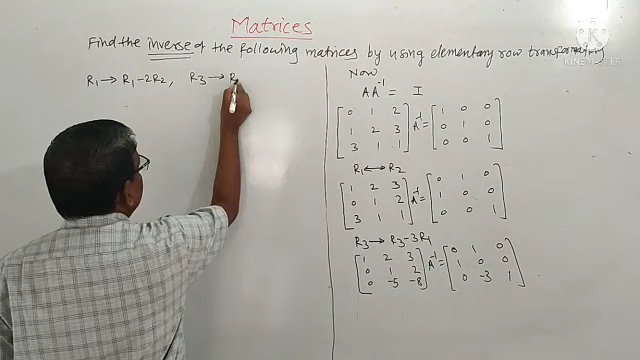 Matrices
Find the inverse of the following matrices by using elementary row
R₁ → R₁-2R₂, R₃ → R
Now
AA⁻¹ = I
[0 1 2; 1 2 3; 3 1 1] A⁻¹ = [1 0 0; 0 1 0; 0 0 1]
R₁ ↔ R₂
[1 2 3; 0 1 2; 3 1 1] A⁻¹ = [0 1 0; 1 0 0; 0 0 1]
R₃ → R₃-3R₁
[1 2 3; 0 1 2; 0 -5 -8] A⁻¹ = [0 1 0; 1 0 0; 0 -3 1]
K
KINEMASTER